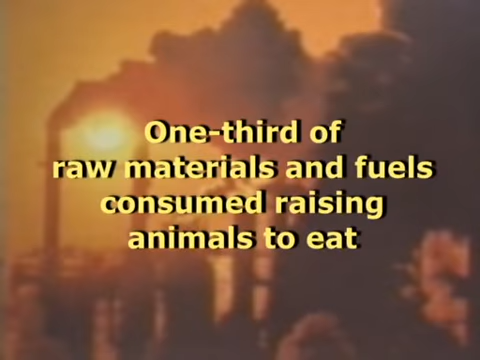 One-third of
raw materials and fuels
consumed raising
animals to eat